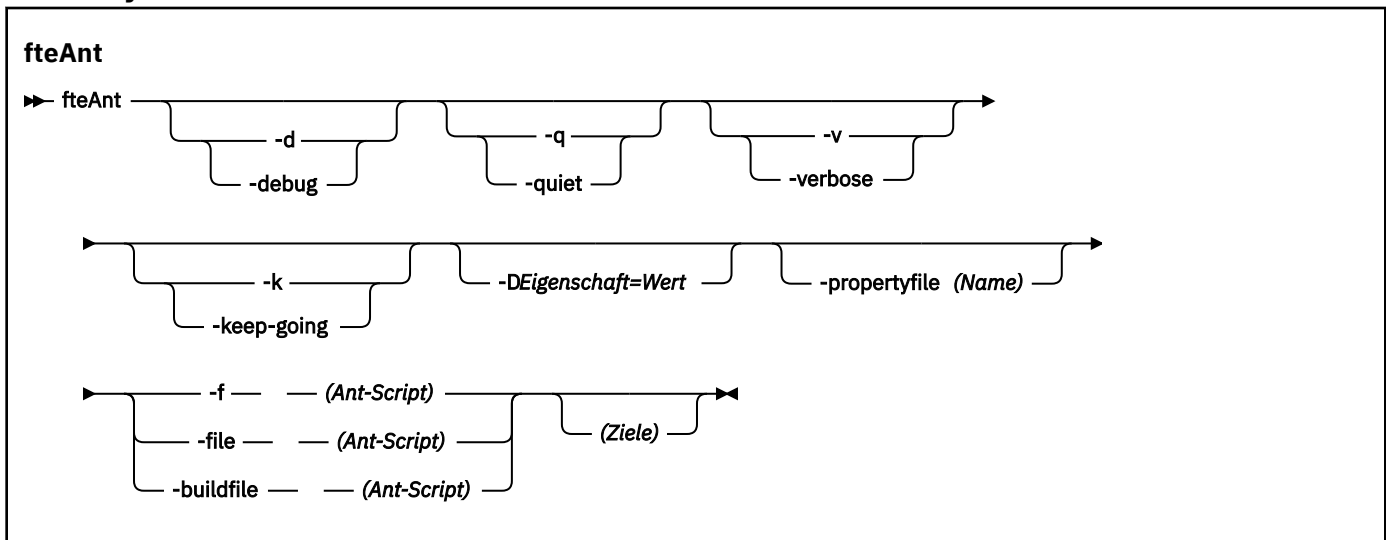 fteAnt
fteAnt
-d
-debug
-q
-quiet
-v
-verbose
-k
-keep-going
-DEigenschaft=Wert
-propertyfile (Name)
-f (Ant-Script)
-file (Ant-Script)
-buildfile (Ant-Script)
(Ziele)